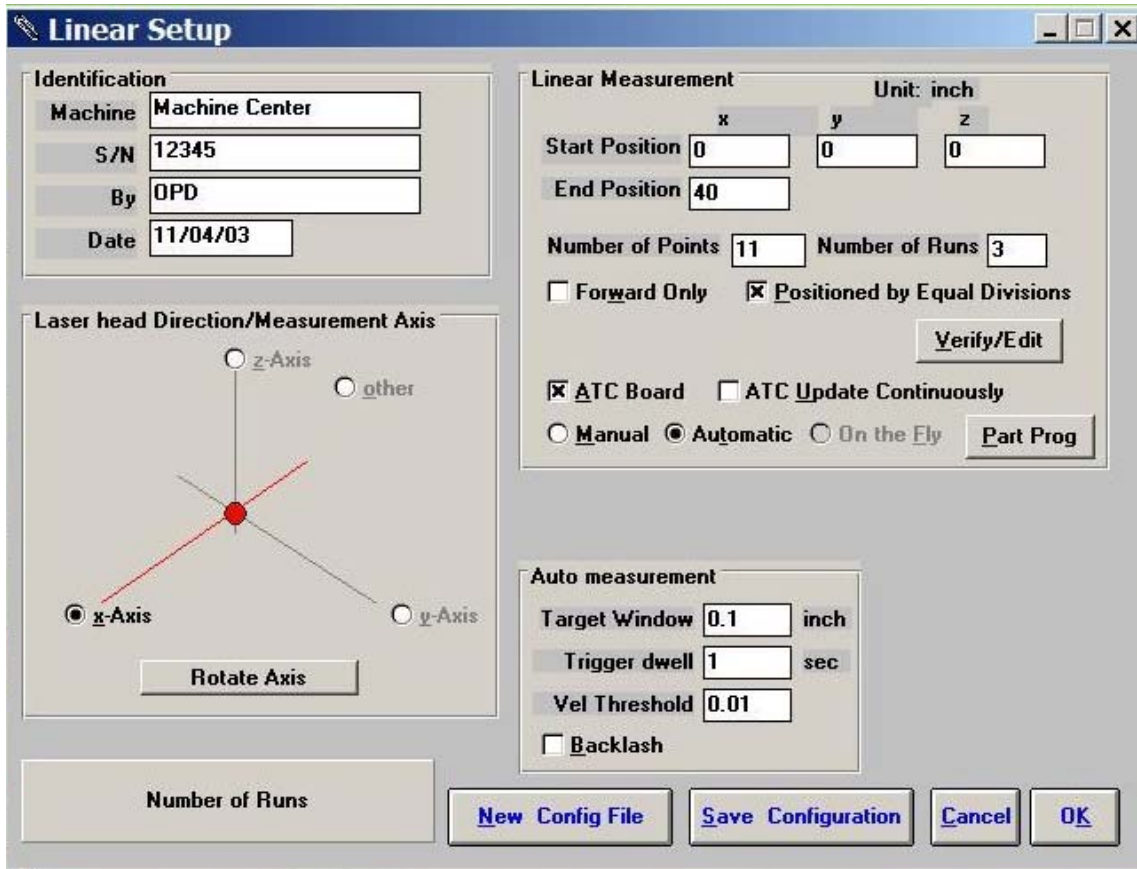 Linear Setup
Identification
Machine Machine Center
S/N 12345
By OPD
Date 11/04/03
Laser head Direction/Measurement Axis
z-Axis
other
x-Axis
y-Axis
Rotate Axis
Number of Runs
Linear Measurement
Unit: inch
x y z
Start Position 0 0 0
End Position 40
Number of Points 11 Number of Runs 3
Forward Only Positioned by Equal Divisions
Verify/Edit
ATC Board ATC Update Continuously
Manual Automatic On the Fly Part Prog
Auto measurement
Target Window 0.1 inch
Trigger dwell 1 sec
Vel Threshold 0.01
Backlash
New Config File Save Configuration Cancel OK